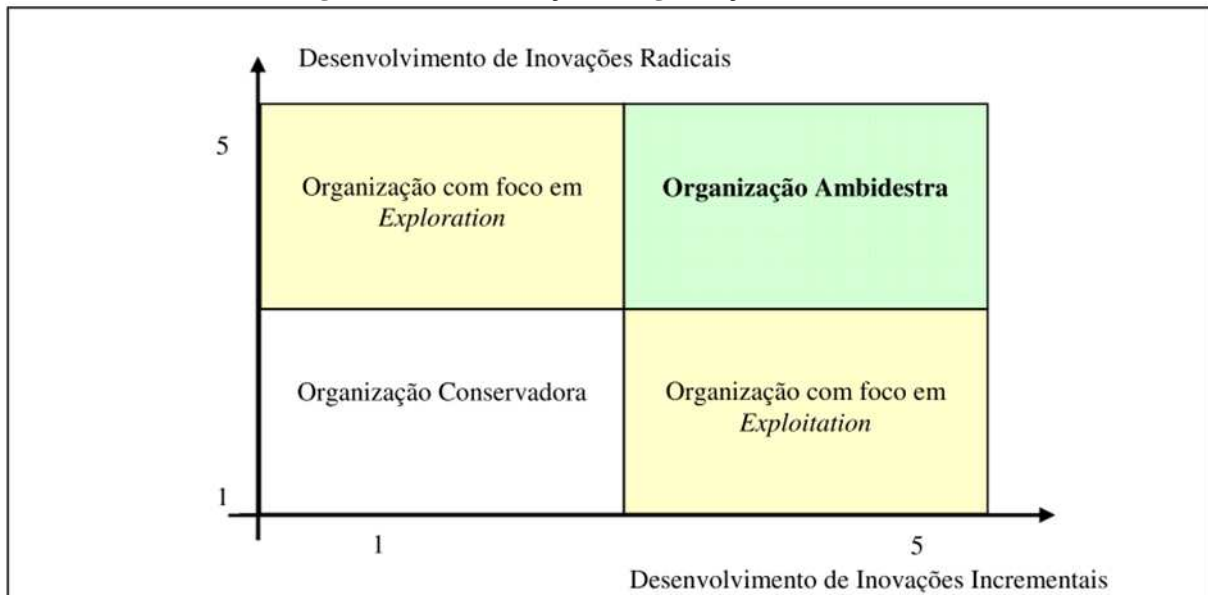 Desenvolvimento de Inovações Radicais
5
Organização com foco em
Exploration
Organização Ambidestra
Organização Conservadora
Organização com foco em
Exploitation
1
1
5
Desenvolvimento de Inovações Incrementais